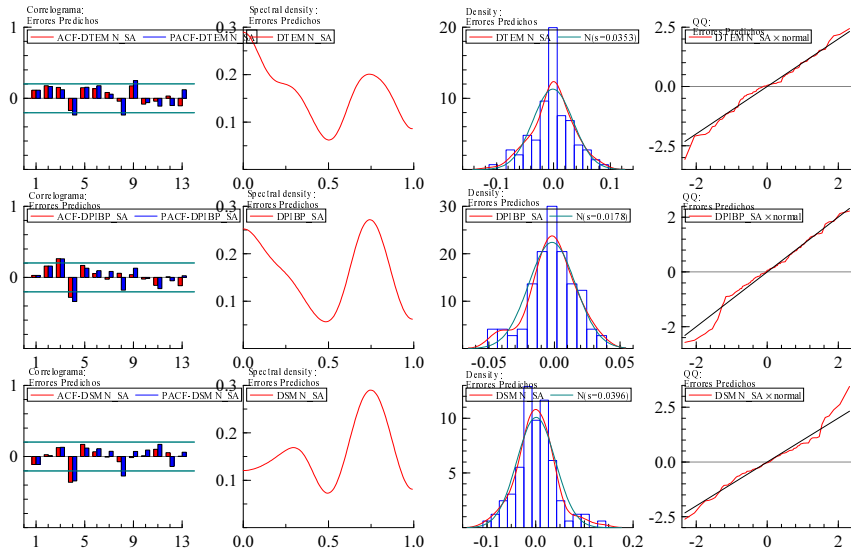 Correlograma:
Errores Predichos
ACF-DTEMN_SA PACF-DTEMN_SA
1
0
1 5 9 13
Spectral density:
Errores Predichos
DTEMN_SA
0.3
0.2
0.1
0.0 0.5 1.0
Density:
Errores Predichos
DTEMN_SA N(s=0.0353)
20
10
-0.1 0.0 0.1
QQ:
Errores Predichos
DTEMN_SA × normal
2.5
0.0
-2.5
-2 0 2
Correlograma:
Errores Predichos
ACF-DPIBP_SA PACF-DPIBP_SA
1
0
1 5 9 13
Spectral density:
Errores Predichos
DPIBP_SA
0.3
0.2
0.1
0.0 0.5 1.0
Density:
Errores Predichos
DPIBP_SA N(s=0.0178)
30
20
10
-0.05 0.00 0.05
QQ:
Errores Predichos
DPIBP_SA × normal
2
0
-2
-2 0 2
Correlograma:
Errores Predichos
ACF-DSMN_SA PACF-DSMN_SA
1
0
1 5 9 13
Spectral density:
Errores Predichos
DSMN_SA
0.3
0.2
0.1
0.0 0.5 1.0
Density:
Errores Predichos
DSMN_SA N(s=0.0396)
10
5
-0.1 0.0 0.1 0.2
QQ:
Errores Predichos
DSMN_SA × normal
2.5
0.0
-2.5
-2 0 2